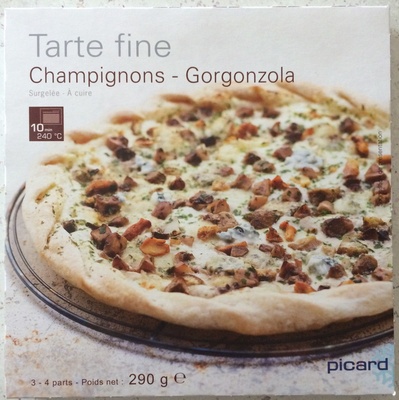 Tarte fine
Champignons - Gorgonzola
Surgelée - À cuire
10 min
240 °C
picard
3 - 4 parts - Poids net : 290 g ℮